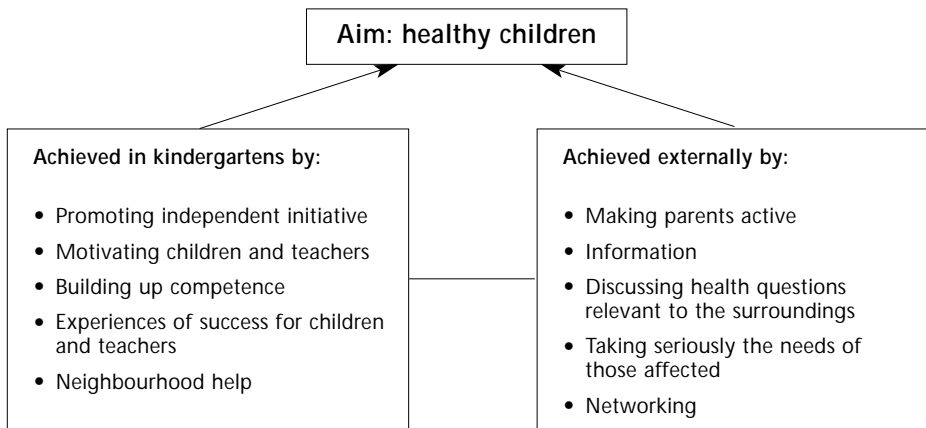 Aim: healthy children
Achieved in kindergartens by:
• Promoting independent initiative
• Motivating children and teachers
• Building up competence
• Experiences of success for children
and teachers
• Neighbourhood help
Achieved externally by:
• Making parents active
• Information
• Discussing health questions
relevant to the surroundings
• Taking seriously the needs of
those affected
• Networking